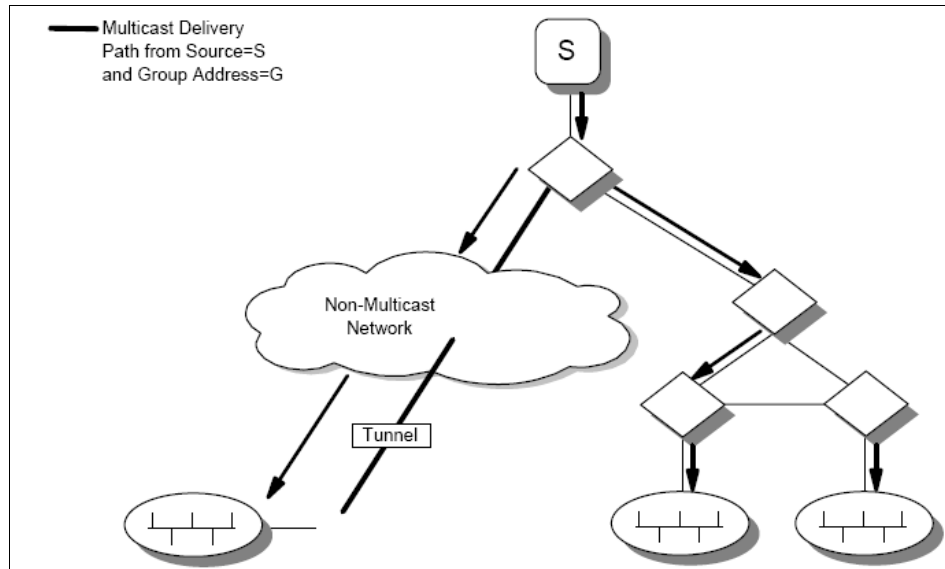 Multicast Delivery
Path from Source=S
and Group Address=G
S
Non-Multicast
Network
Tunnel